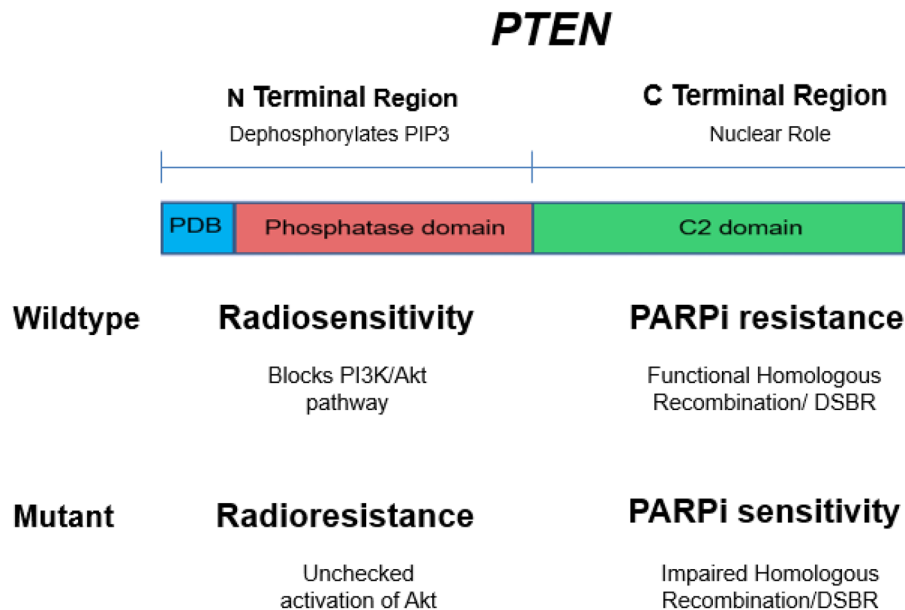 PTEN
N Terminal Region
C Terminal Region
Dephosphorylates PIP3
Nuclear Role
PDB
Phosphatase domain
C2 domain
Wildtype
Radiosensitivity
PARPi resistance
Blocks PI3K/Akt
pathway
Functional Homologous
Recombination/ DSBR
Mutant
Radioresistance
PARPi sensitivity
Unchecked
activation of Akt
Impaired Homologous
Recombination/DSBR